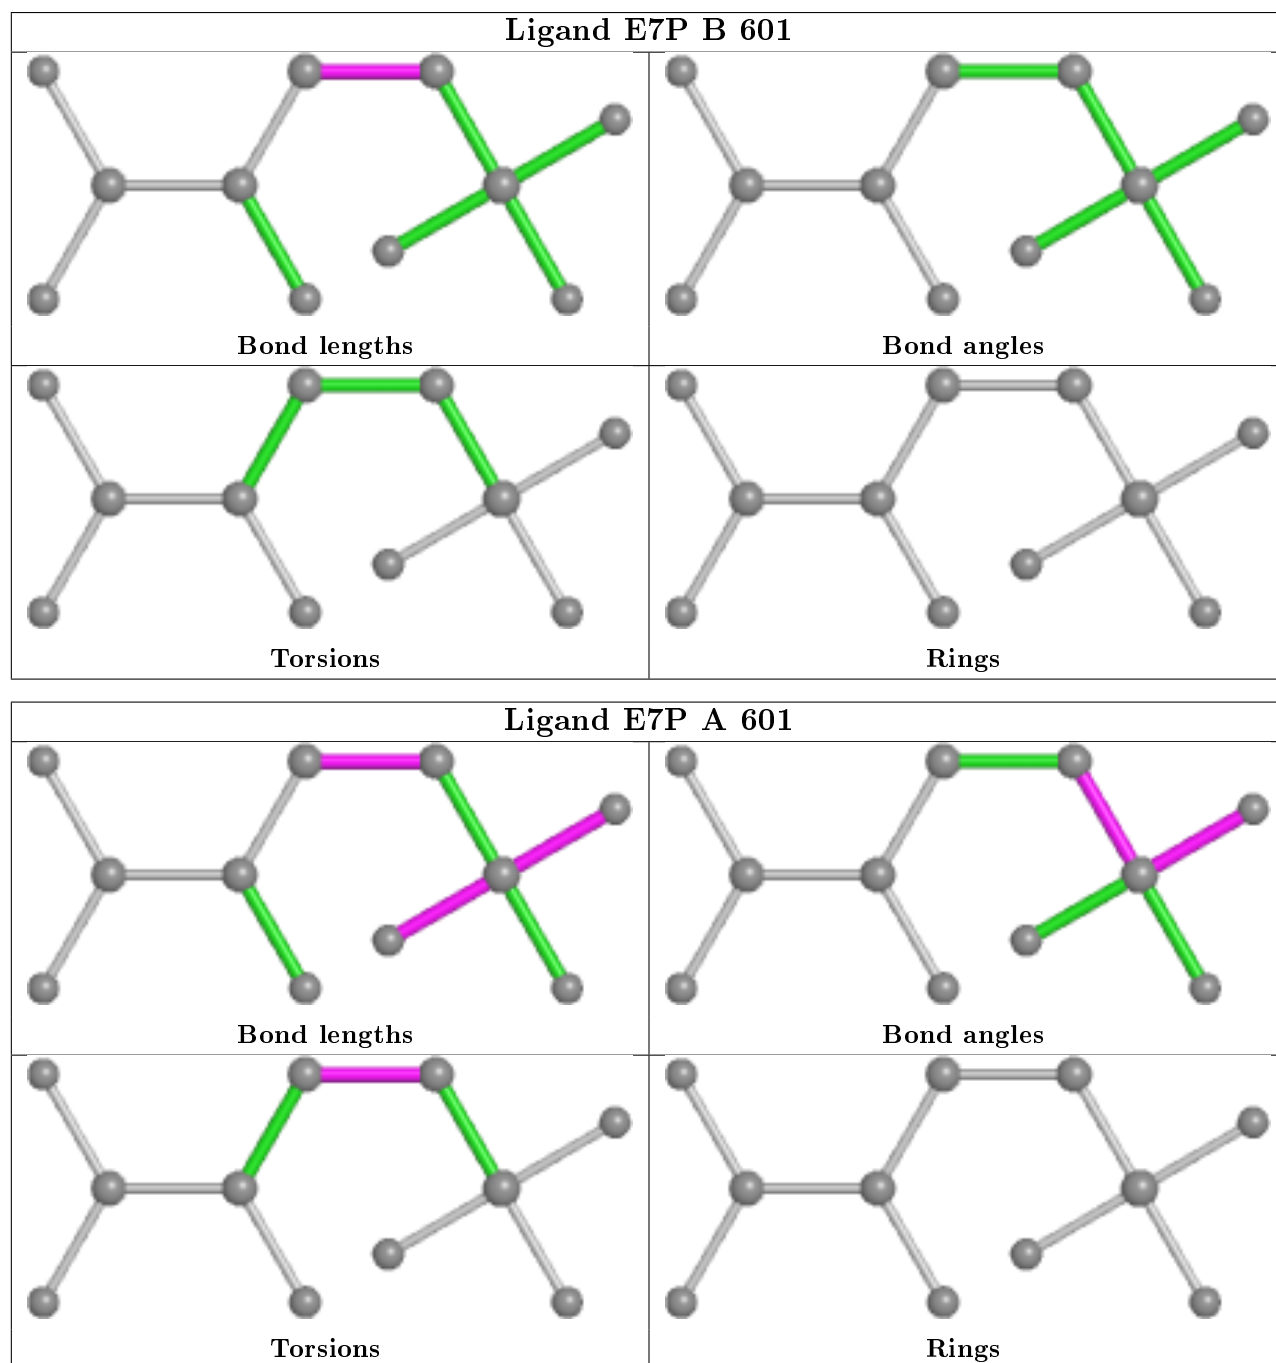 Ligand E7P B 601
Bond lengths
Bond angles
Torsions
Rings
Ligand E7P A 601
Bond lengths
Bond angles
Torsions
Rings